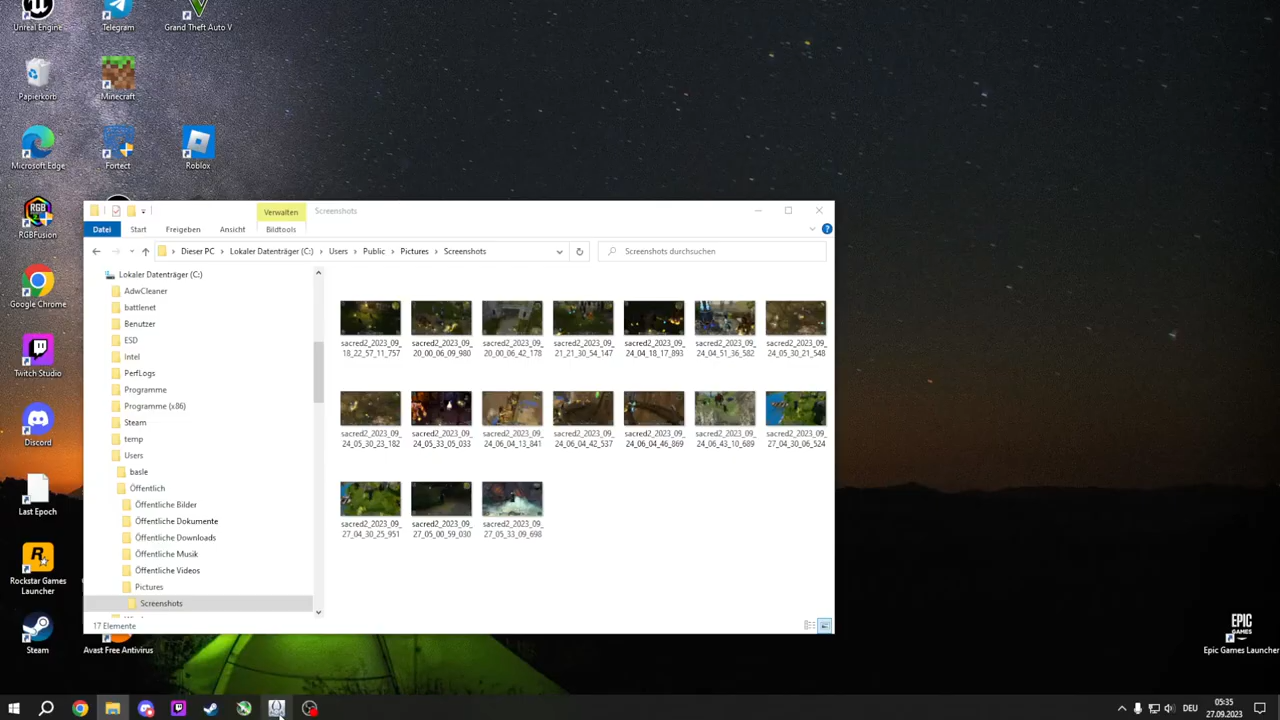 Unreal Engine
Telegram
Grand Theft Auto V
Papierkorb
Minecraft
Microsoft Edge
Fortect
Roblox
RGBFusion
Google Chrome
Twitch Studio
Discord
Last Epoch
Rockstar Games
Launcher
Steam
Avast Free Antivirus
Epic Games Launcher
EPIC
GAMES
Verwalten
Screenshots
Datei
Start
Freigeben
Ansicht
Bildtools
Dieser PC
Lokaler Datenträger (C:)
Users
Public
Pictures
Screenshots
Screenshots durchsuchen
Lokaler Datenträger (C:)
AdwCleaner
battlenet
Benutzer
ESD
Intel
PerfLogs
Programme
Programme (x86)
Steam
temp
Users
basle
Öffentlich
Öffentliche Bilder
Öffentliche Dokumente
Öffentliche Downloads
Öffentliche Musik
Öffentliche Videos
Pictures
Screenshots
sacred2_2023_09_
18_22_57_11_757
sacred2_2023_09_
20_00_06_09_980
sacred2_2023_09_
20_00_06_42_178
sacred2_2023_09_
21_21_30_54_147
sacred2_2023_09_
24_04_18_17_893
sacred2_2023_09_
24_04_51_36_582
sacred2_2023_09_
24_05_30_21_548
sacred2_2023_09_
24_05_30_23_182
sacred2_2023_09_
24_05_33_05_033
sacred2_2023_09_
24_06_04_13_841
sacred2_2023_09_
24_06_04_42_537
sacred2_2023_09_
24_06_04_46_869
sacred2_2023_09_
24_06_43_10_689
sacred2_2023_09_
27_04_30_06_524
sacred2_2023_09_
27_04_30_25_951
sacred2_2023_09_
27_05_00_59_030
sacred2_2023_09_
27_05_33_09_698
17 Elemente
DEU
05:35
27.09.2023